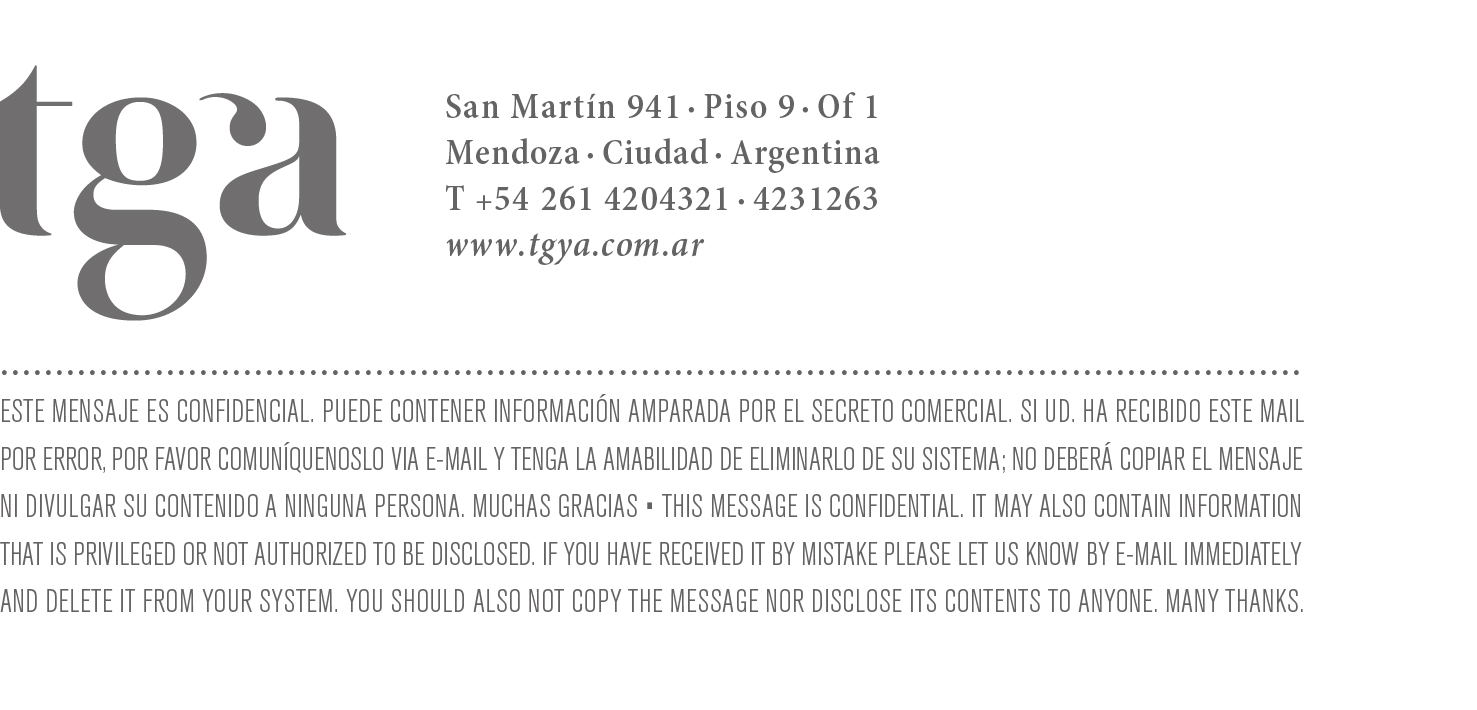 tga
San Martín 941 · Piso 9 · Of 1
Mendoza · Ciudad · Argentina
T +54 261 4204321 · 4231263
www.tgya.com.ar
ESTE MENSAJE ES CONFIDENCIAL. PUEDE CONTENER INFORMACIÓN AMPARADA POR EL SECRETO COMERCIAL. SI UD. HA RECIBIDO ESTE MAIL
POR ERROR, POR FAVOR COMUNÍQUENOSLO VIA E-MAIL Y TENGA LA AMABILIDAD DE ELIMINARLO DE SU SISTEMA; NO DEBERÁ COPIAR EL MENSAJE
NI DIVULGAR SU CONTENIDO A NINGUNA PERSONA. MUCHAS GRACIAS ▪ THIS MESSAGE IS CONFIDENTIAL. IT MAY ALSO CONTAIN INFORMATION
THAT IS PRIVILEGED OR NOT AUTHORIZED TO BE DISCLOSED. IF YOU HAVE RECEIVED IT BY MISTAKE PLEASE LET US KNOW BY E-MAIL IMMEDIATELY
AND DELETE IT FROM YOUR SYSTEM. YOU SHOULD ALSO NOT COPY THE MESSAGE NOR DISCLOSE ITS CONTENTS TO ANYONE. MANY THANKS.